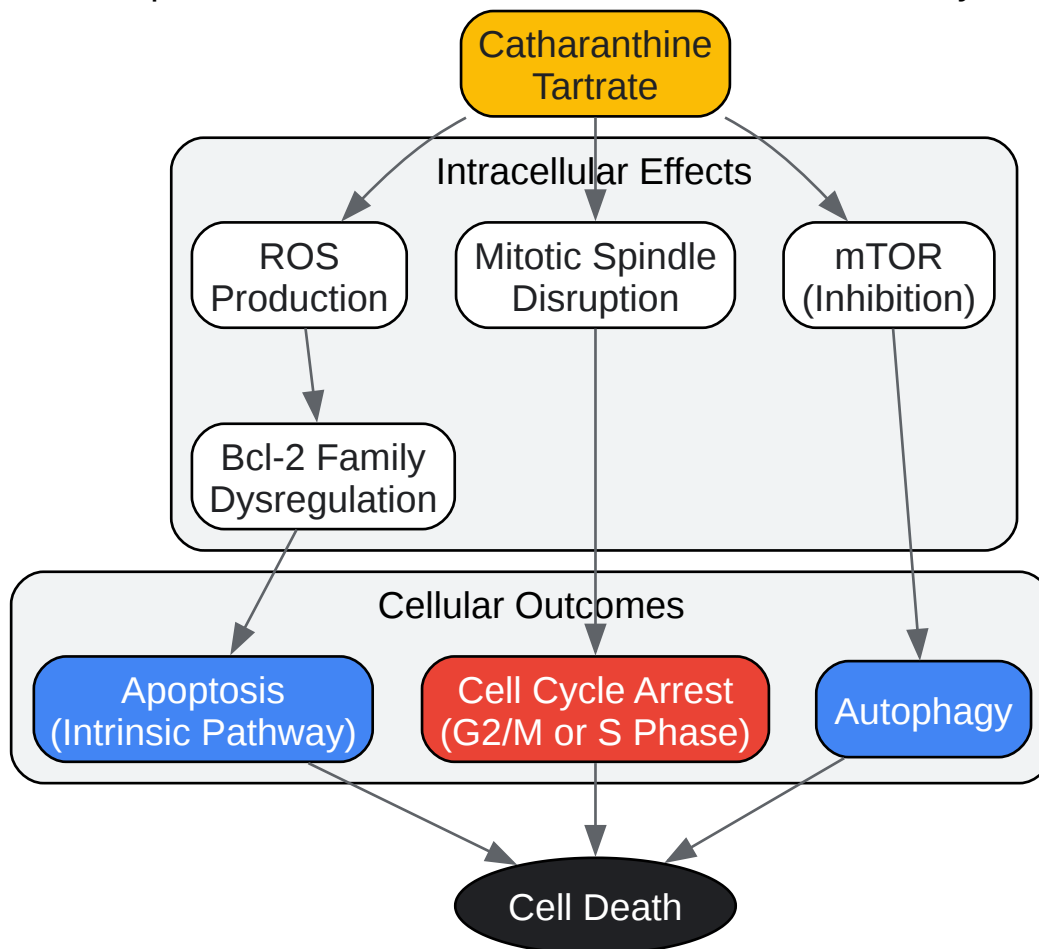 Catharanthine
Tartrate
Intracellular Effects
ROS
Production
Mitotic Spindle
Disruption
mTOR
(Inhibition)
Bcl-2 Family
Dysregulation
Cellular Outcomes
Apoptosis
(Intrinsic Pathway)
Cell Cycle Arrest
(G2/M or S Phase)
Autophagy
Cell Death